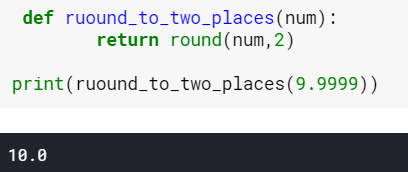 def ruound_to_two_places(num):
return round(num,2)
print(ruound_to_two_places(9.9999))
10.0